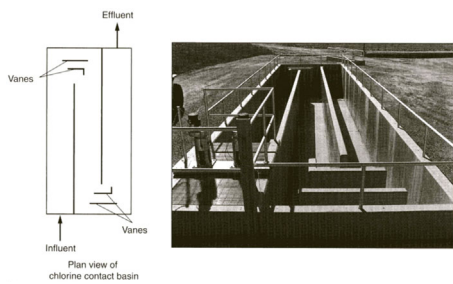 Effluent
Vanes
Vanes
Influent
Plan view of
chlorine contact basin